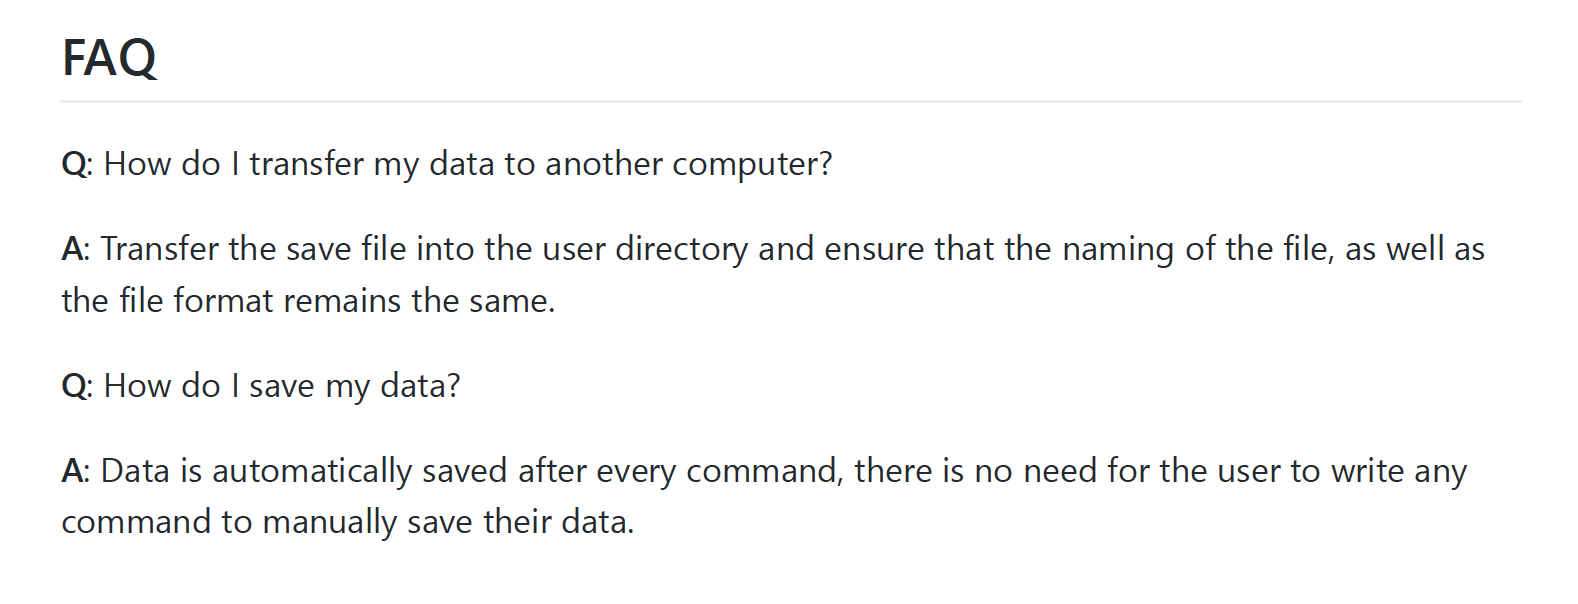 FAQ
Q: How do I transfer my data to another computer?
A: Transfer the save file into the user directory and ensure that the naming of the file, as well as
the file format remains the same.
Q: How do I save my data?
A: Data is automatically saved after every command, there is no need for the user to write any
command to manually save their data.